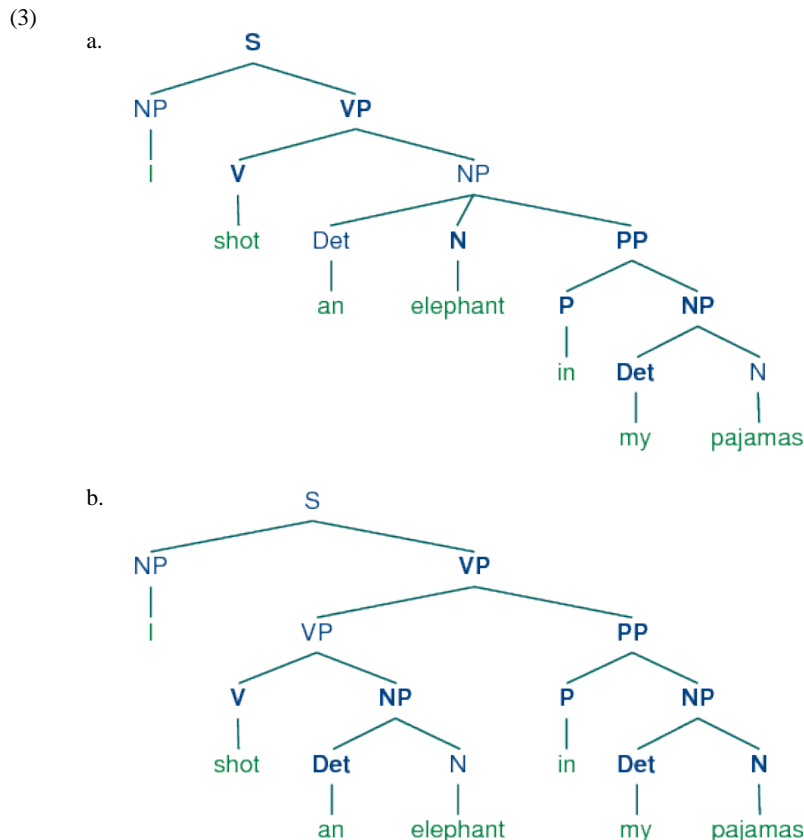 (3)
a.
S
NP VP
I V NP
shot Det N PP
an elephant P NP
in Det N
my pajamas
b.
S
NP VP
I VP PP
V NP P NP
shot Det N in Det N
an elephant my pajamas